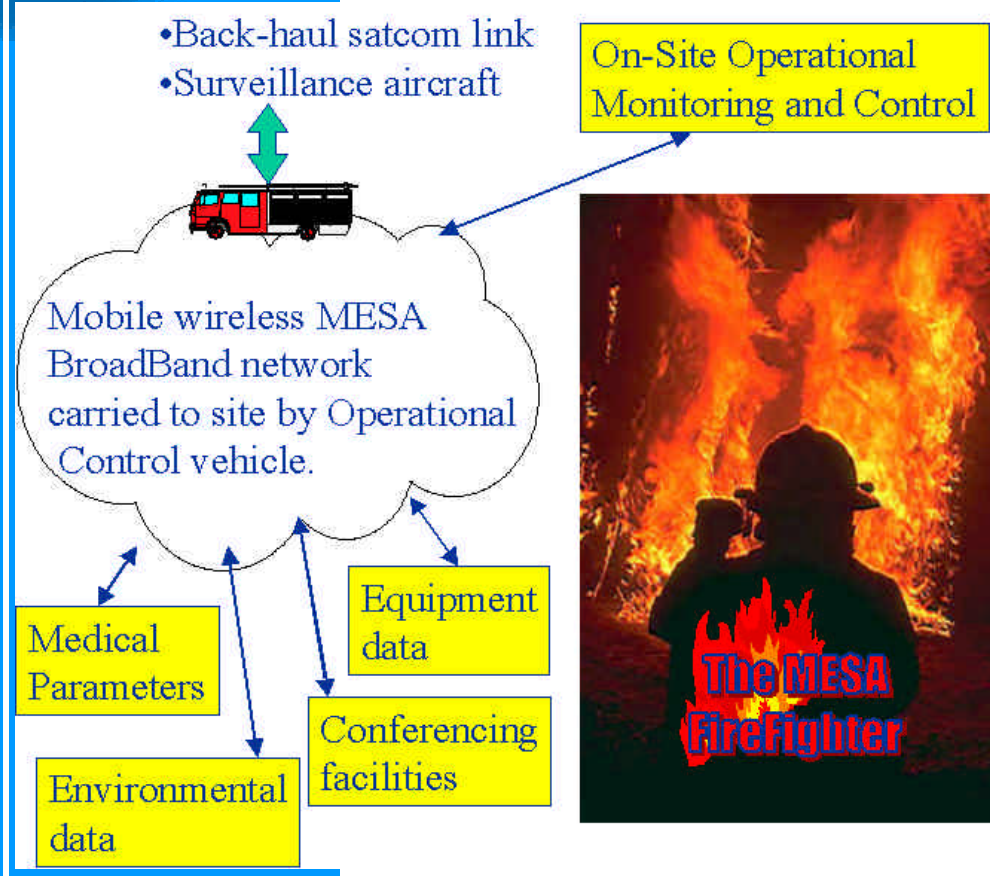 •Back-haul satcom link
•Surveillance aircraft
On-Site Operational
Monitoring and Control
Mobile wireless MESA
BroadBand network
carried to site by Operational
Control vehicle.
Equipment
data
Medical
Parameters
Conferencing
facilities
Environmental
data
The MESA
FireFighter